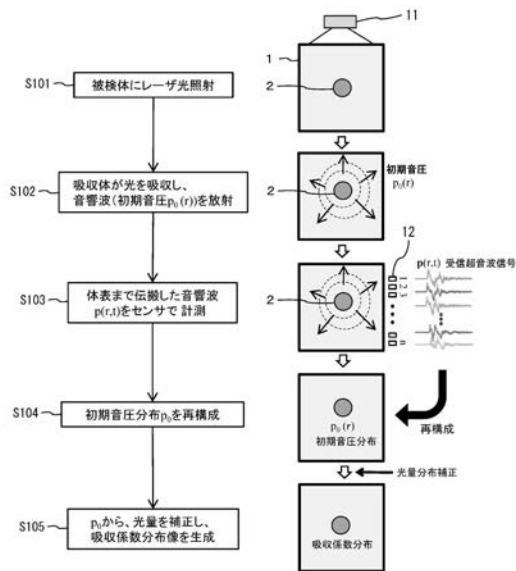 11
1
S101
被検体にレーザ光照射
2
S102
吸収体が光を吸収し、
音響波(初期音圧p₀(r))を放射
2
初期音圧
p₀(r)
12
S103
体表まで伝搬した音響波
p(r,t)をセンサで 計測
2
1
2
3
n
p(r,t) 受信超音波信号
S104
初期音圧分布p₀を再構成
p₀(r)
初期音圧分布
再構成
光量分布補正
S105
p₀から、光量を補正し、
吸収係数分布像を生成
吸収係数分布